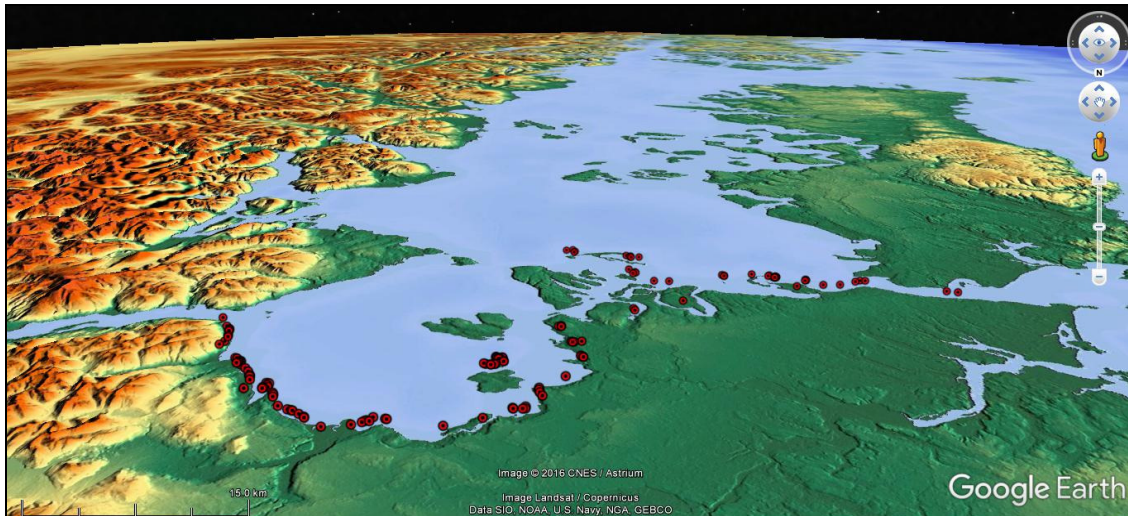 N
15.0 km
Image © 2016 CNES / Astrium
Image Landsat / Copernicus
Data SIO, NOAA, U.S. Navy, NGA, GEBCO
Google Earth